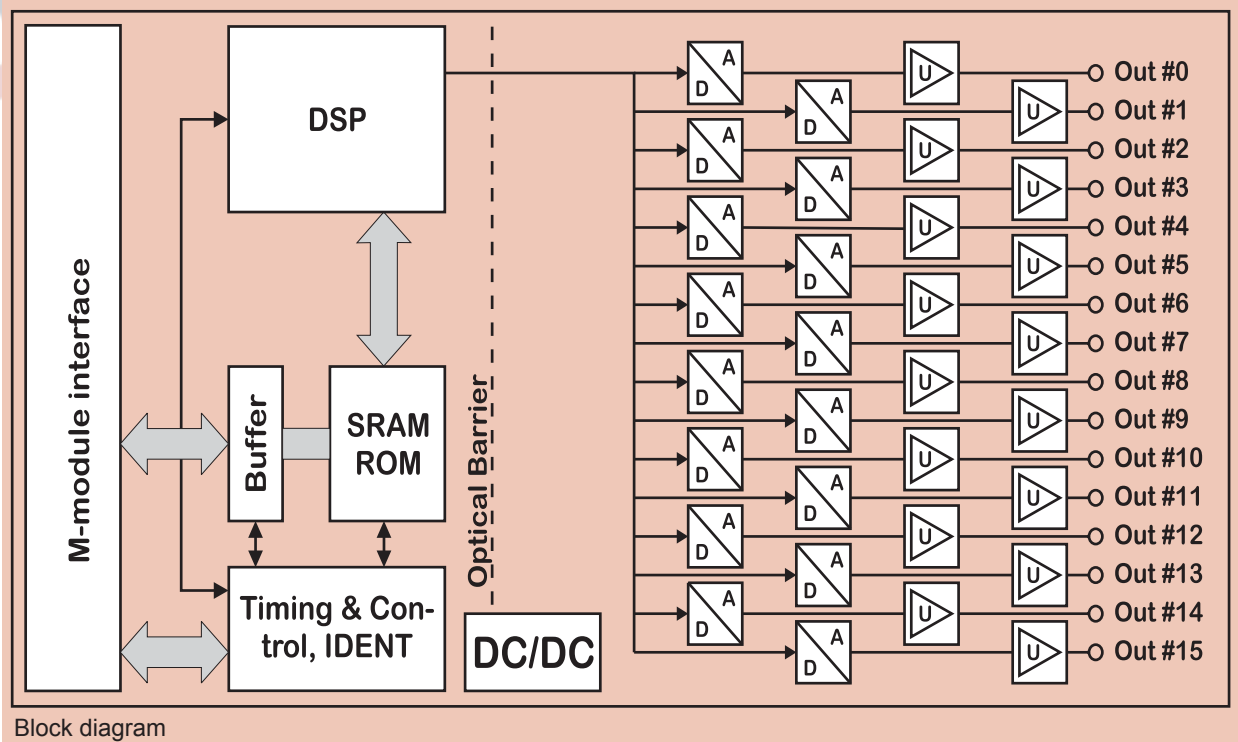 M-module interface
DSP
Buffer
SRAM
ROM
Timing & Con-
trol, IDENT
Optical Barrier
DC/DC
D A U Out #0
D A U Out #1
D A U Out #2
D A U Out #3
D A U Out #4
D A U Out #5
D A U Out #6
D A U Out #7
D A U Out #8
D A U Out #9
D A U Out #10
D A U Out #11
D A U Out #12
D A U Out #13
D A U Out #14
D A U Out #15
Block diagram